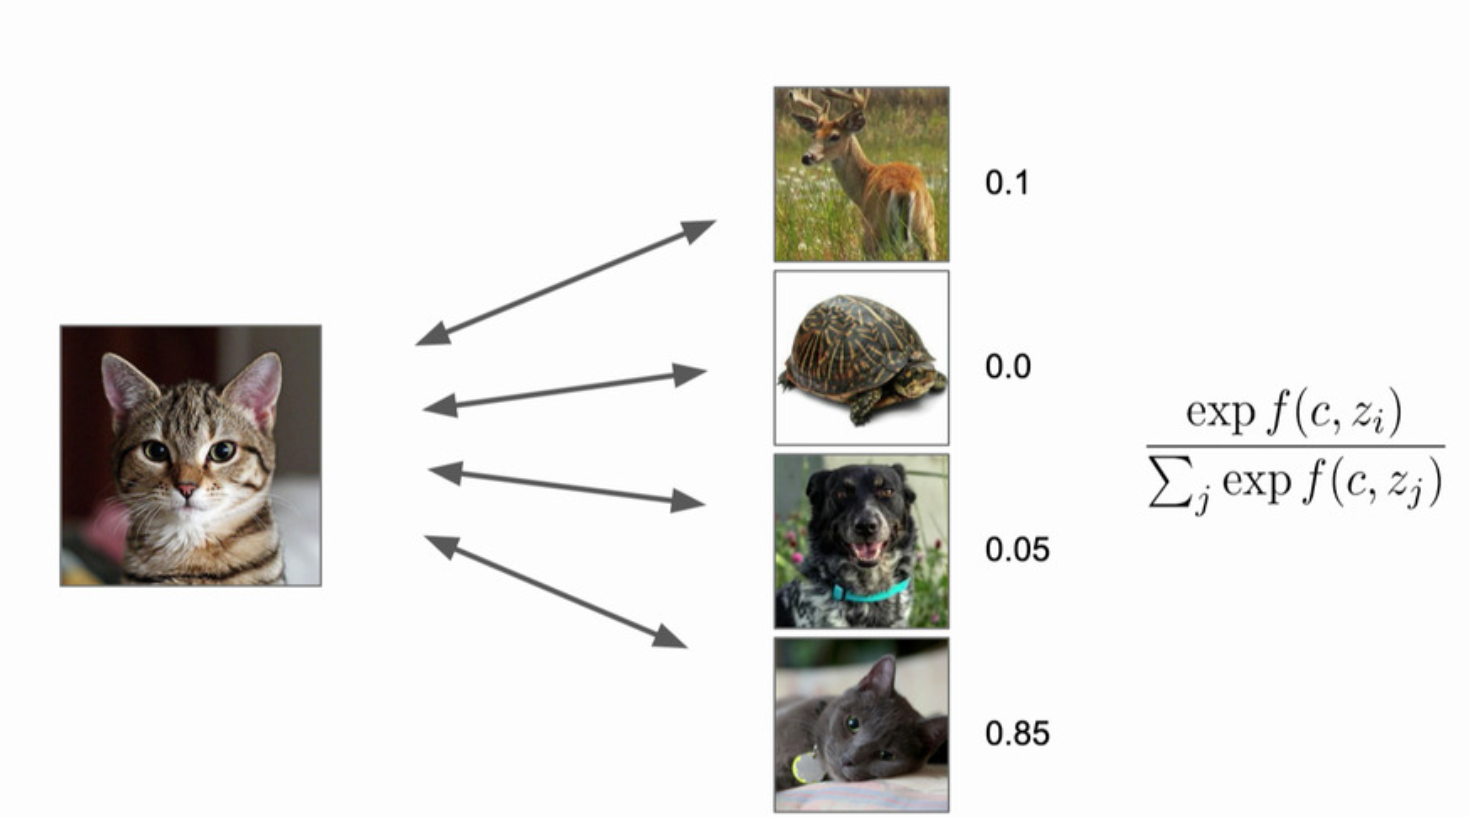 0.1
0.0
0.05
0.85
exp f(c, z_i)
∑_j exp f(c, z_j)